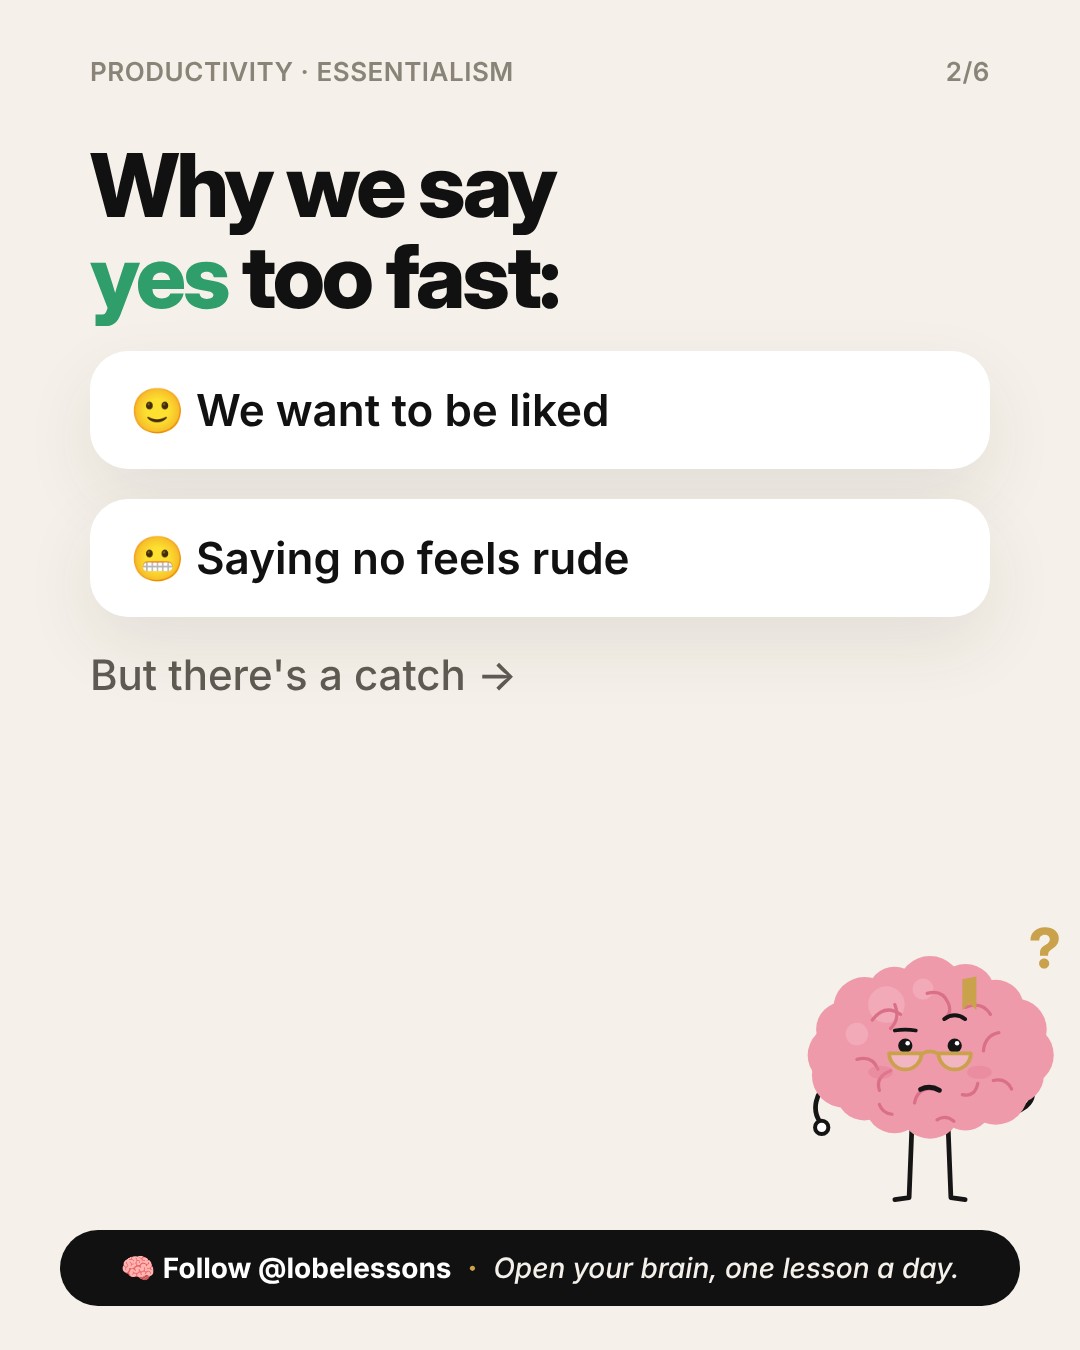 PRODUCTIVITY · ESSENTIALISM 2/6
Why we say
yes too fast:
🙂 We want to be liked
😬 Saying no feels rude
But there's a catch →
?
🧠 Follow @lobelessons · Open your brain, one lesson a day.